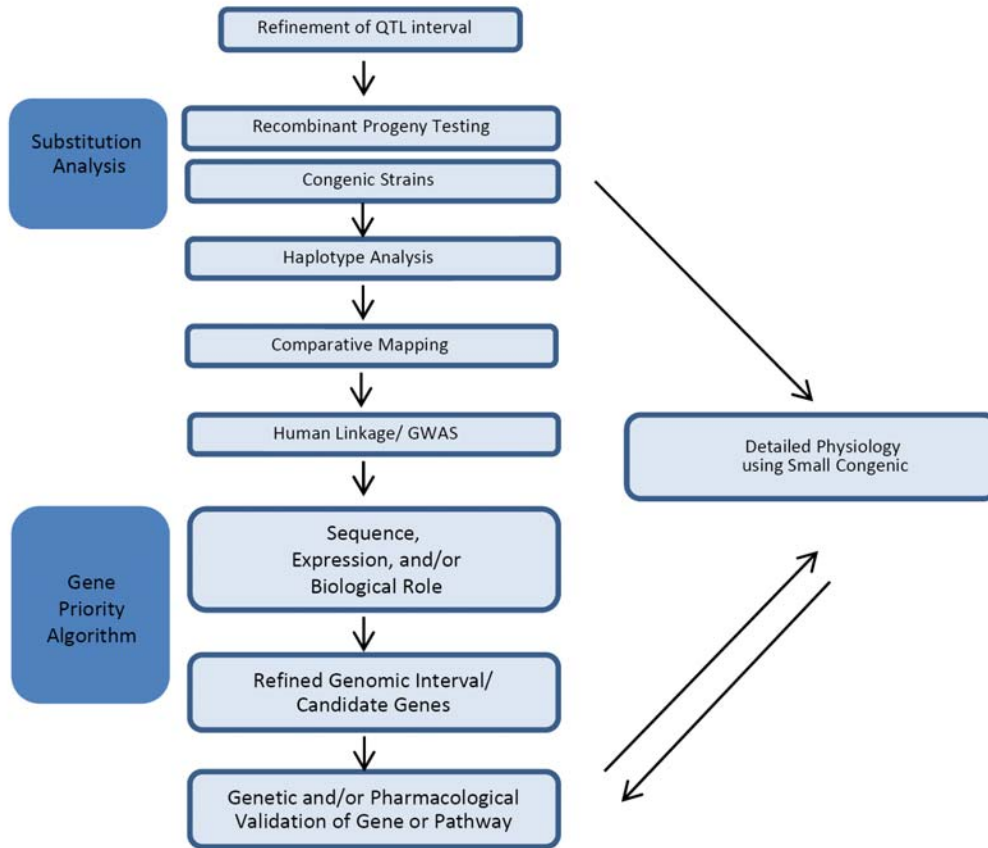 Refinement of QTL interval
Substitution
Analysis
Recombinant Progeny Testing
Congenic Strains
Haplotype Analysis
Comparative Mapping
Human Linkage/ GWAS
Detailed Physiology
using Small Congenic
Gene
Priority
Algorithm
Sequence,
Expression, and/or
Biological Role
Refined Genomic Interval/
Candidate Genes
Genetic and/or Pharmacological
Validation of Gene or Pathway